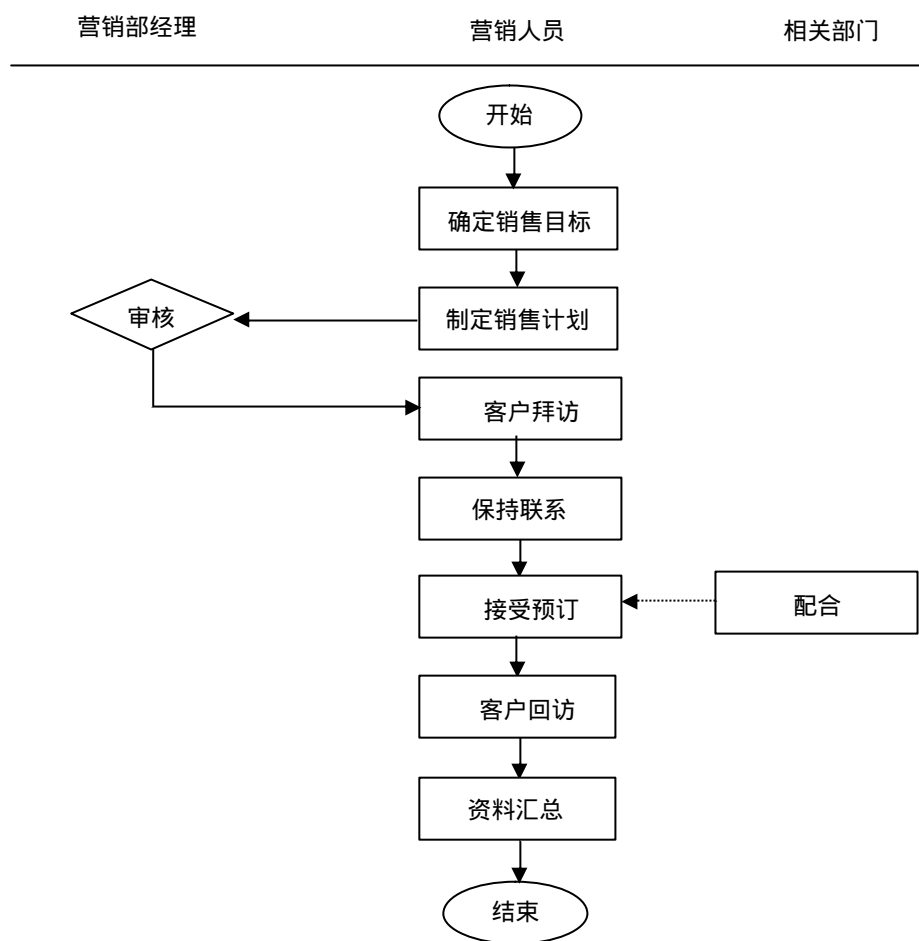 营销部经理 营销人员 相关部门
开始
确定销售目标
审核 制定销售计划
客户拜访
保持联系
接受预订 配合
客户回访
资料汇总
结束